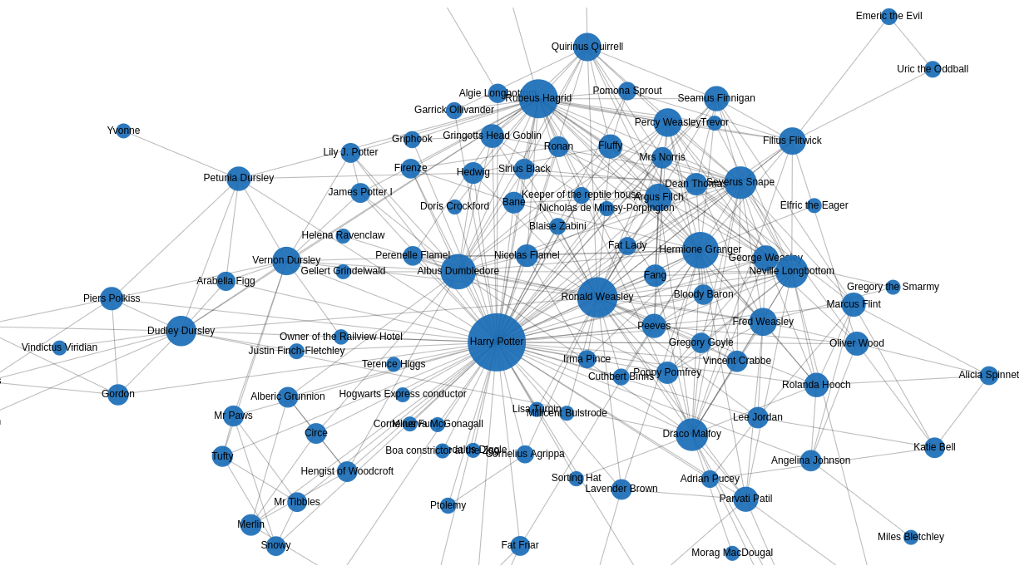 Emeric the Evil
Quirinus Quirrell
Uric the Oddball
Pomona Sprout
Algie Longbottom
Rubeus Hagrid
Seamus Finnigan
Garrick Ollivander
Percy Weasley
Trevor
Yvonne
Gringotts Head Goblin
Griphook
Filius Flitwick
Ronan
Fluffy
Lily J. Potter
Mrs Norris
Firenze
Sirius Black
Hedwig
Petunia Dursley
Dean Thomas
Severus Snape
James Potter I
Keeper of the reptile house
Argus Filch
Bane
Doris Crockford
Nicholas de Mimsy-Porpington
Elfric the Eager
Blaise Zabini
Helena Ravenclaw
Fat Lady
Hermione Granger
Perenelle Flamel
Nicolas Flamel
George Weasley
Vernon Dursley
Gellert Grindelwald
Albus Dumbledore
Neville Longbottom
Fang
Arabella Figg
Gregory the Smarmy
Bloody Baron
Piers Polkiss
Ronald Weasley
Marcus Flint
Fred Weasley
Peeves
Dudley Dursley
Owner of the Railview Hotel
Harry Potter
Gregory Goyle
Oliver Wood
Vindictus Viridian
Justin Finch-Fletchley
Irma Pince
Vincent Crabbe
Terence Higgs
Poppy Pomfrey
Cuthbert Binns
Alicia Spinnet
Rolanda Hooch
Gordon
Hogwarts Express conductor
Alberic Grunnion
Lisa Turpin
Millicent Bulstrode
Mr Paws
Lee Jordan
Cornelius Fudge
Minerva McGonagall
Circe
Draco Malfoy
Katie Bell
Boa constrictor at the Zoo
Dedalus Diggle
Cornelius Agrippa
Tufty
Angelina Johnson
Hengist of Woodcroft
Sorting Hat
Adrian Pucey
Lavender Brown
Parvati Patil
Mr Tibbles
Ptolemy
Merlin
Miles Bletchley
Snowy
Fat Friar
Morag MacDougal